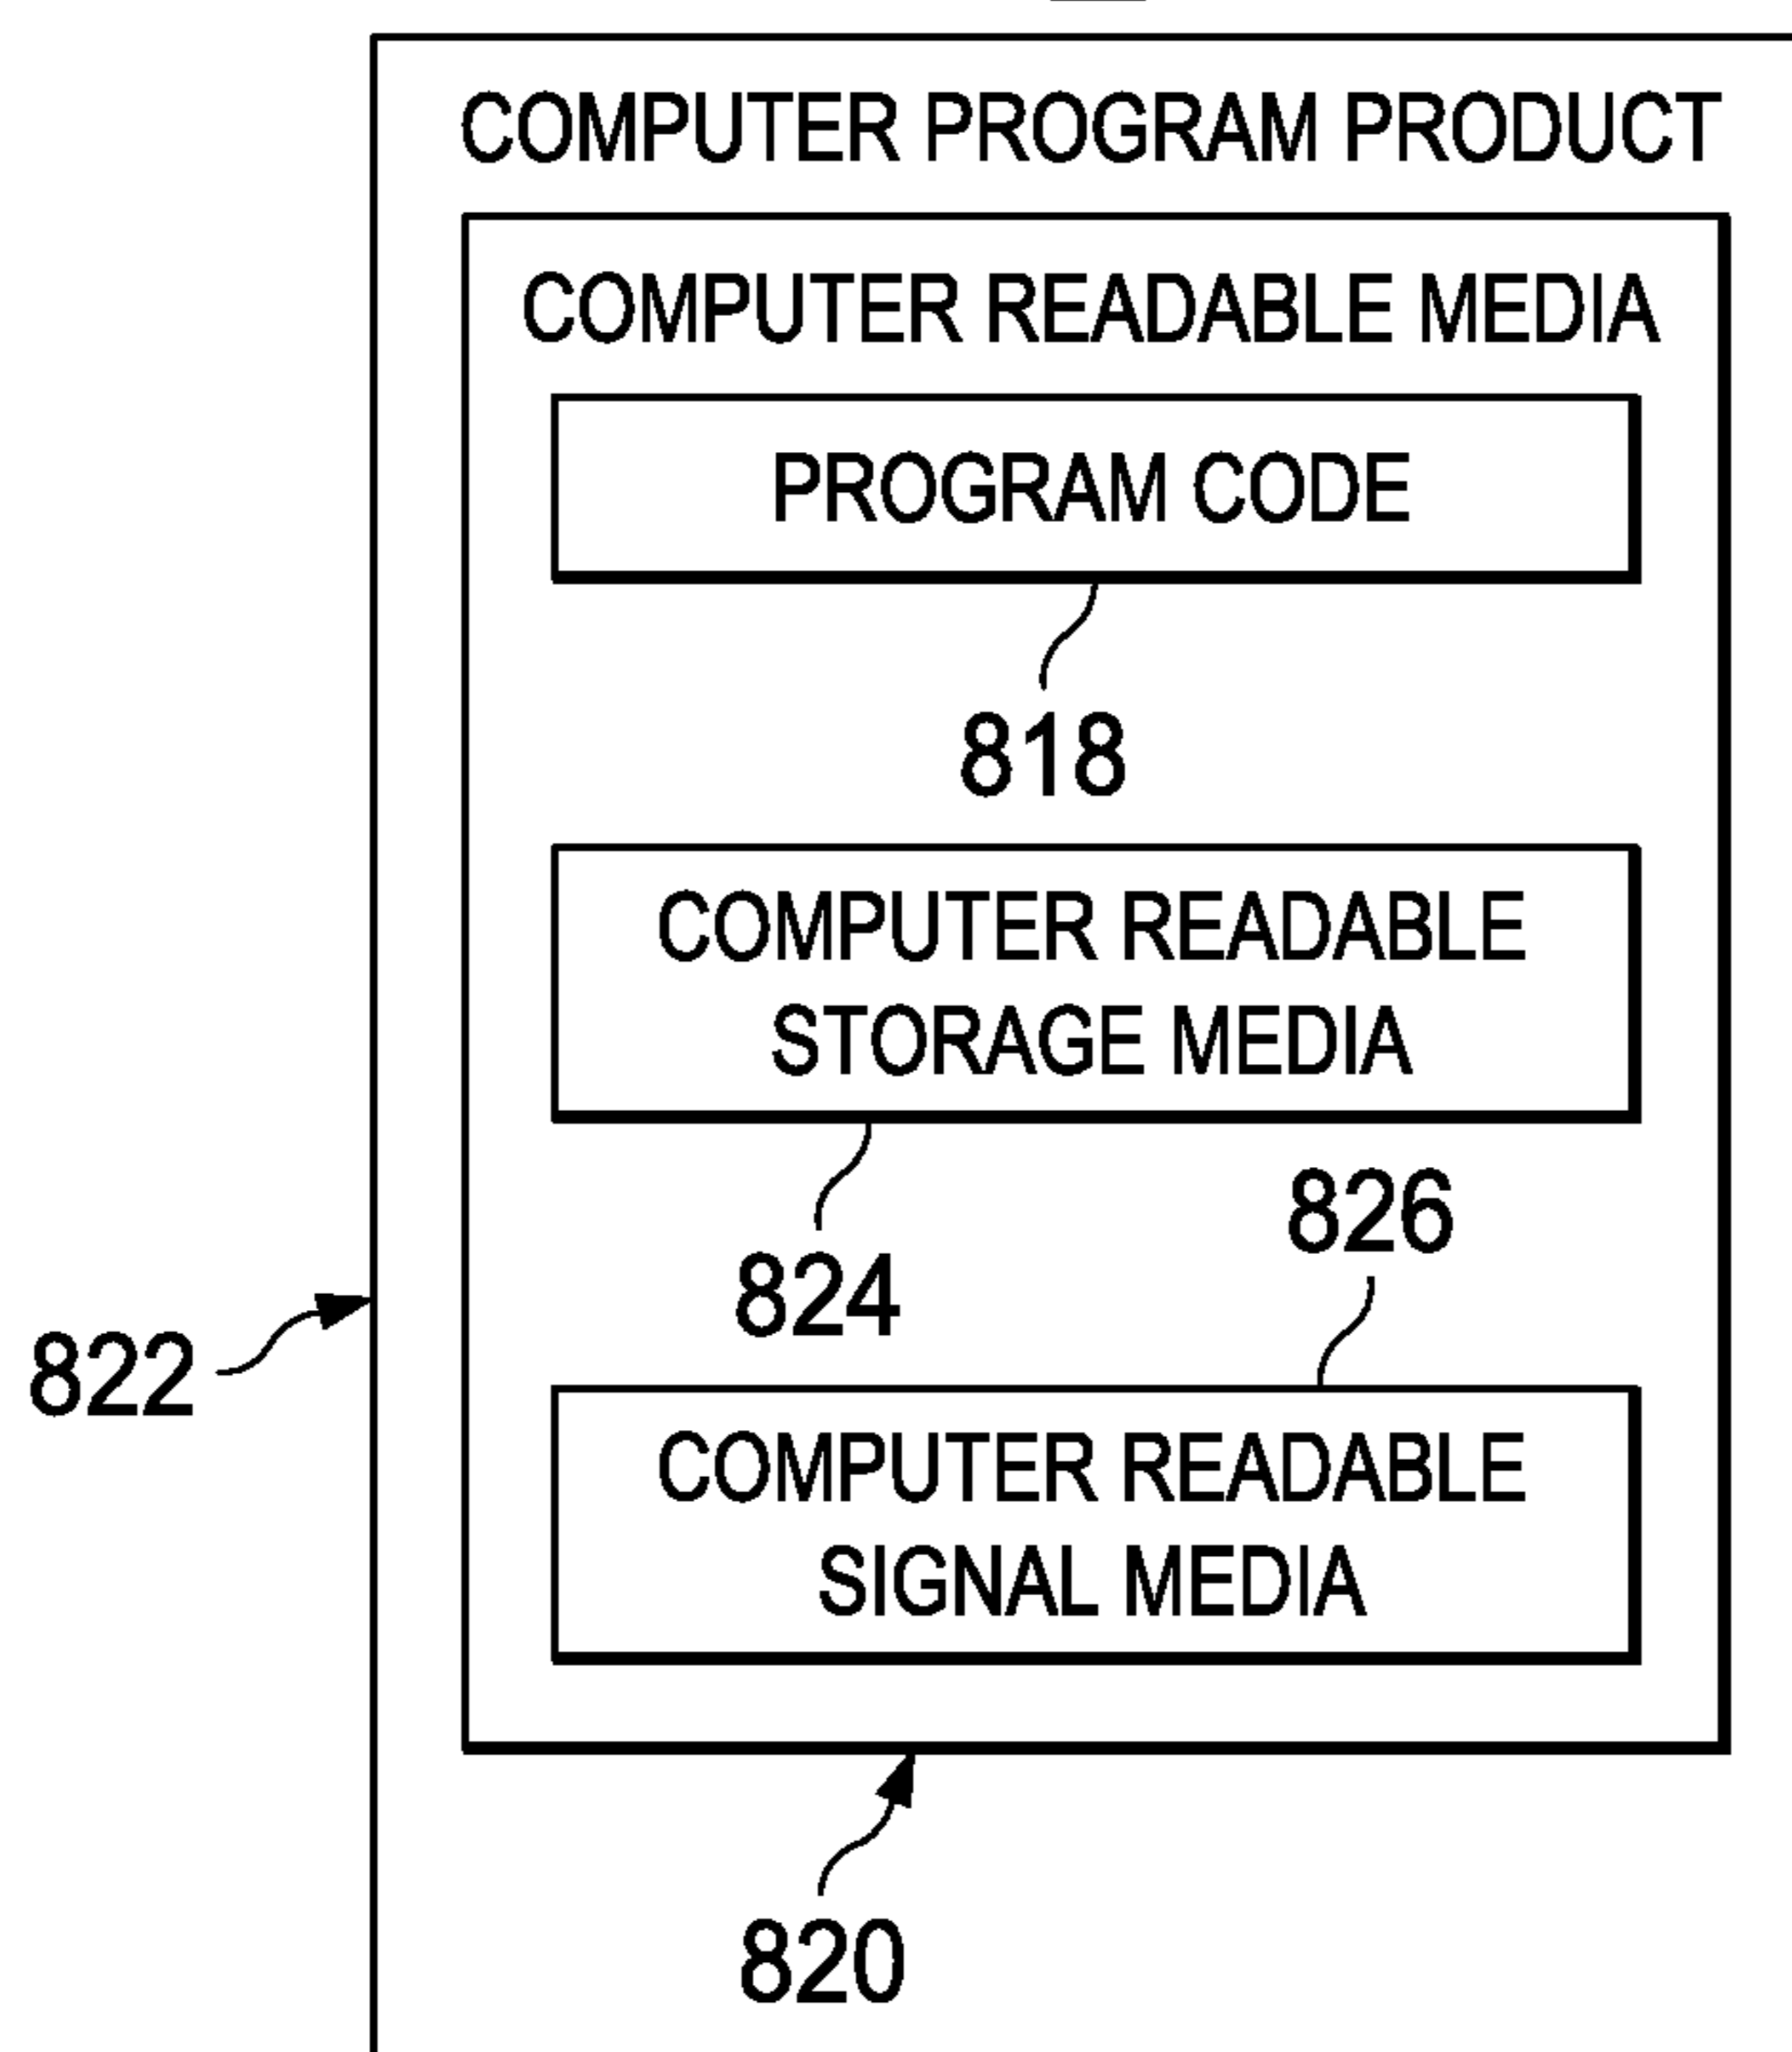 COMPUTER PROGRAM PRODUCT
COMPUTER READABLE MEDIA
PROGRAM CODE
818
COMPUTER READABLE
STORAGE MEDIA
824
826
822
COMPUTER READABLE
SIGNAL MEDIA
820